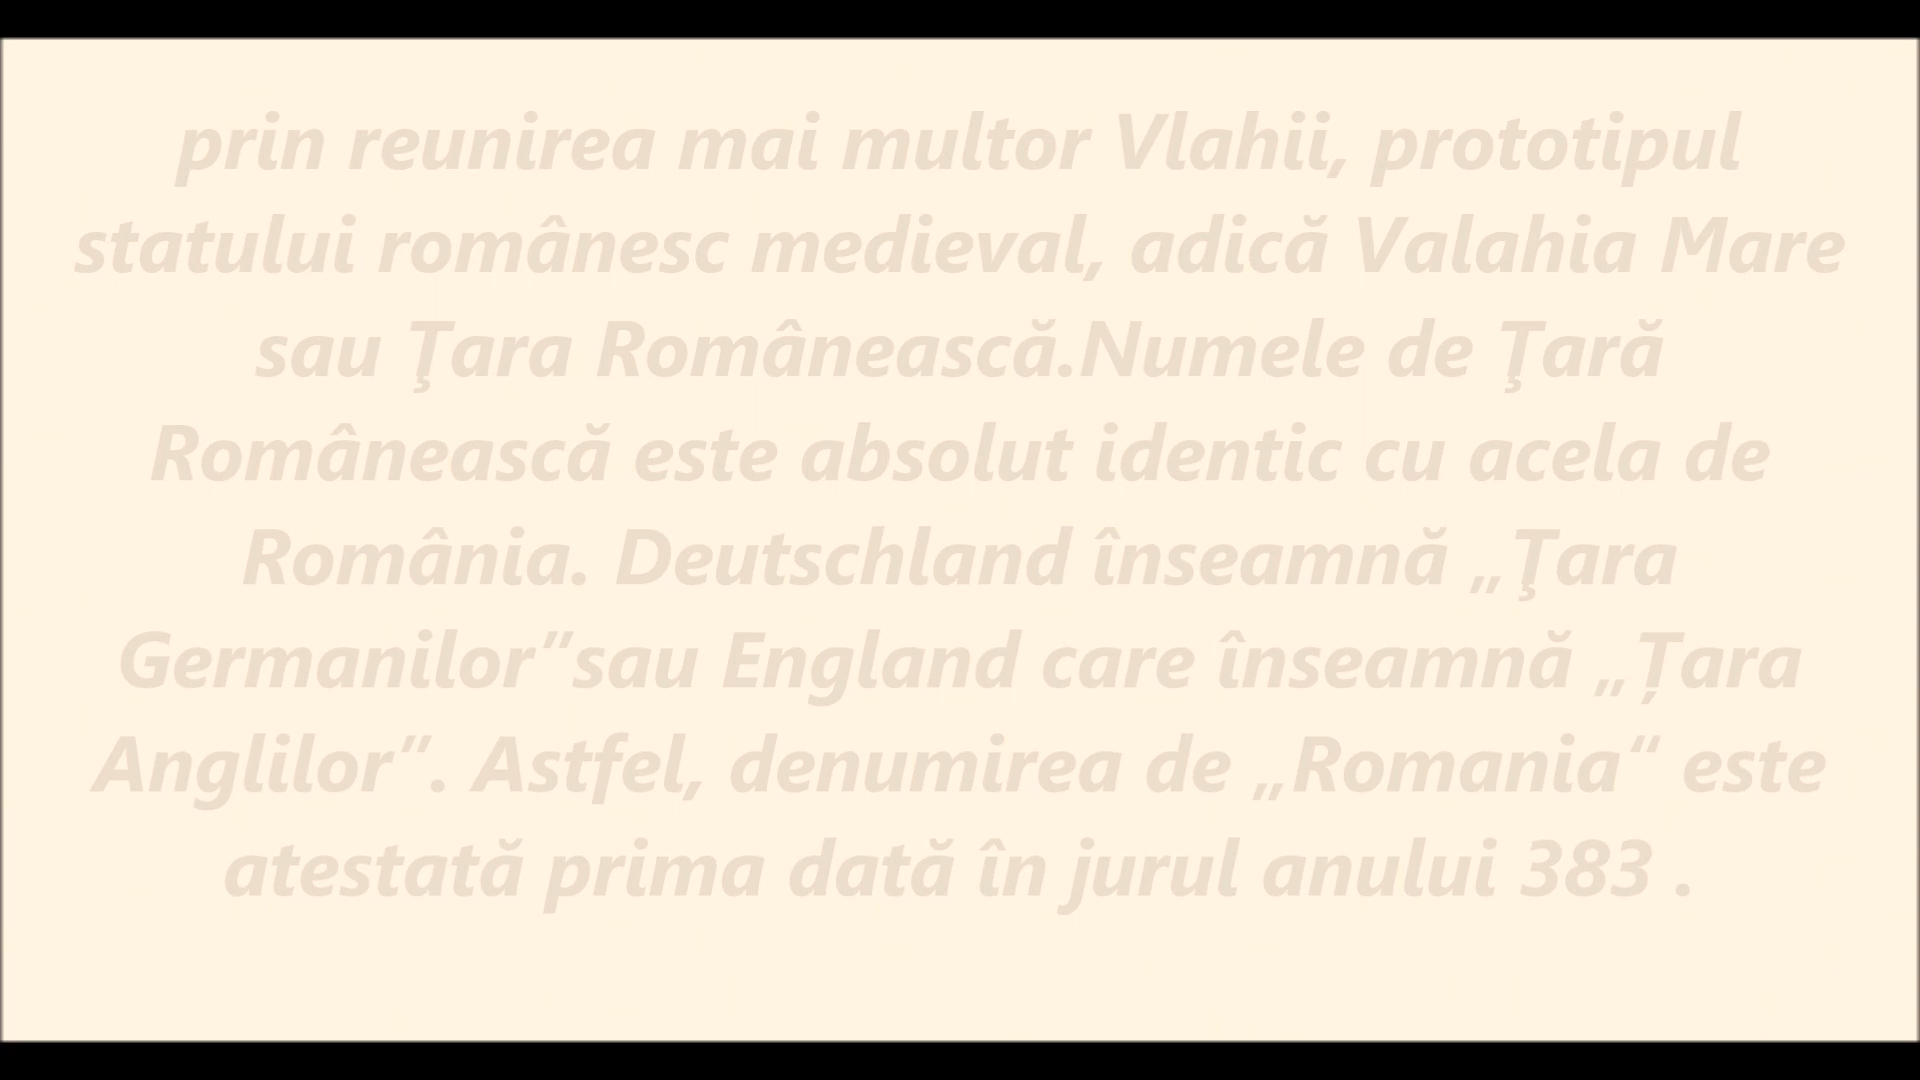 prin reunirea mai multor Vlahii, prototipul
statului românesc medieval, adică Valahia Mare
sau Ţara Românească.Numele de Ţară
Românească este absolut identic cu acela de
România. Deutschland înseamnă „Ţara
Germanilor”sau England care înseamnă „Țara
Anglilor”. Astfel, denumirea de „Romania“ este
atestată prima dată în jurul anului 383 .